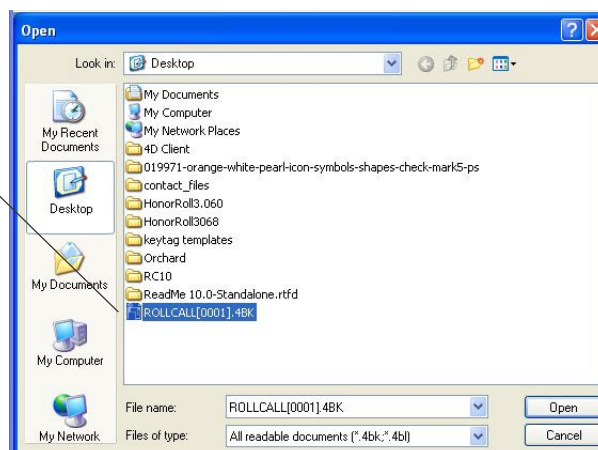 Open
Look in: Desktop
My Recent
Documents
Desktop
My Documents
My Computer
My Network
My Documents
My Computer
My Network Places
4D Client
019971-orange-white-pearl-icon-symbols-shapes-check-mark5-ps
contact_files
HonorRoll3.060
HonorRoll3068
keytag templates
Orchard
RC10
ReadMe 10.0-Standalone.rtfd
ROLLCALL[0001].4BK
File name: ROLLCALL[0001].4BK Open
Files of type: All readable documents (*.4bk;*.4bl) Cancel